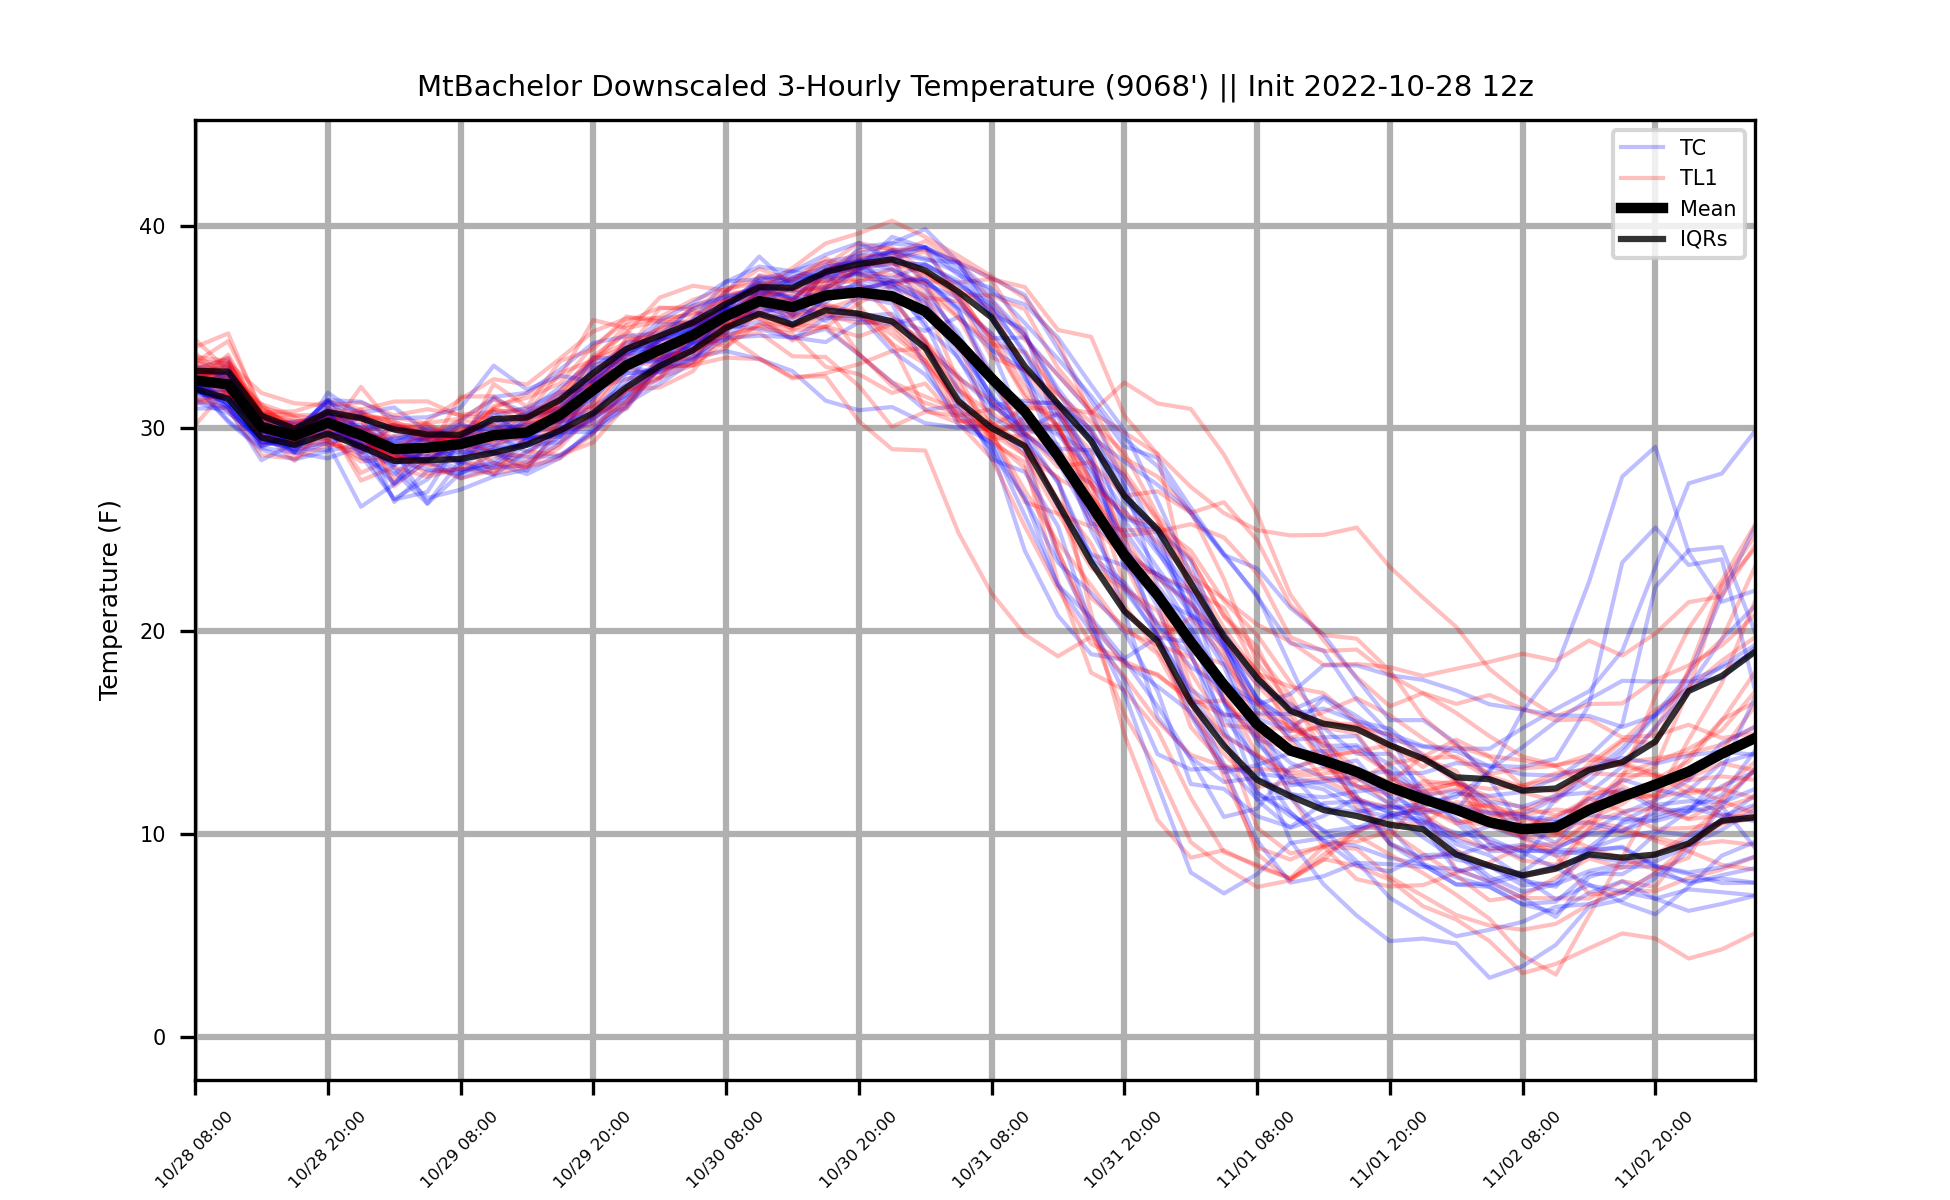 MtBachelor Downscaled 3-Hourly Temperature (9068') || Init 2022-10-28 12z
TC
TL1
Mean
IQRs
Temperature (F)
40
30
20
10
0
10/28 08:00
10/28 20:00
10/29 08:00
10/29 20:00
10/30 08:00
10/30 20:00
10/31 08:00
10/31 20:00
11/01 08:00
11/01 20:00
11/02 08:00
11/02 20:00